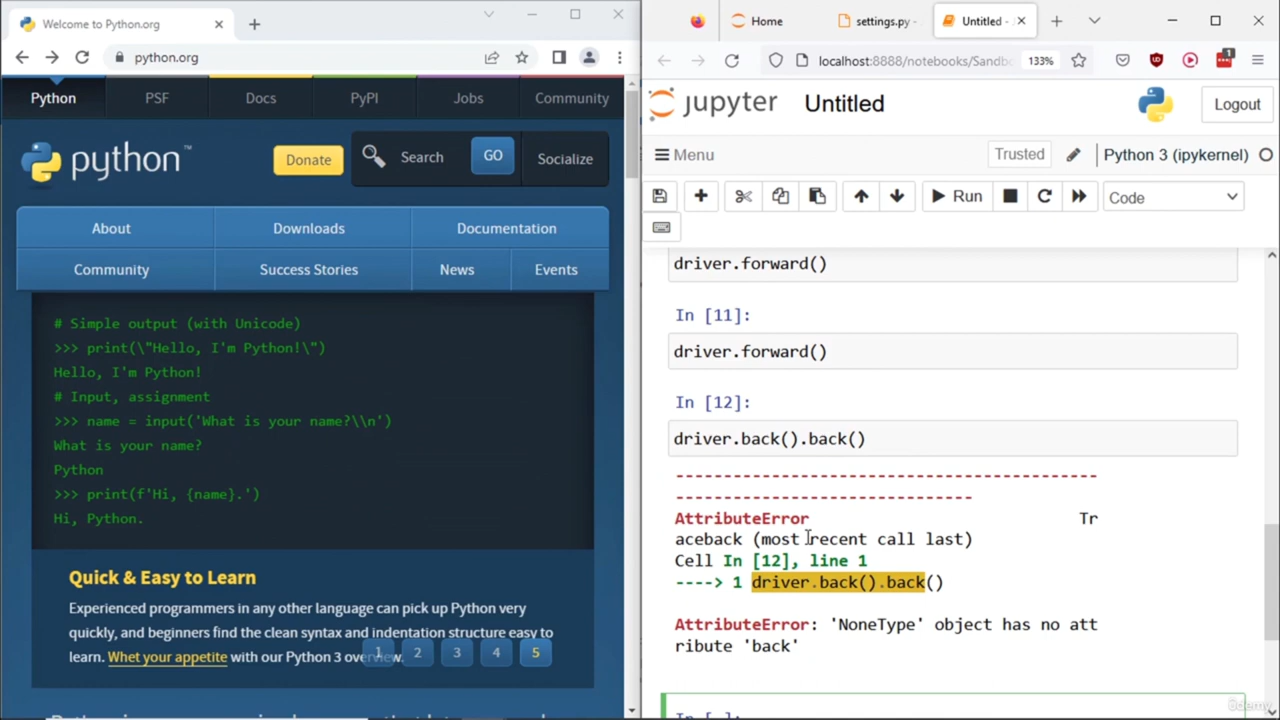 Welcome to Python.org
python.org
Python PSF Docs PyPI Jobs Community
python™
Donate
Search
GO
Socialize
About Downloads Documentation
Community Success Stories News Events
# Simple output (with Unicode)
>>> print(\"Hello, I'm Python!\")
Hello, I'm Python!
# Input, assignment
>>> name = input('What is your name?\\n')
What is your name?
Python
>>> print(f'Hi, {name}.')
Hi, Python.
Quick & Easy to Learn
Experienced programmers in any other language can pick up Python very
quickly, and beginners find the clean syntax and indentation structure easy to
learn. Whet your appetite with our Python 3 overview.
1 2 3 4 5
Home settings.py - Untitled -
localhost:8888/notebooks/Sandbo 133%
1
jupyter Untitled
Logout
Menu Trusted Python 3 (ipykernel)
Run Code
driver.forward()
In [11]:
driver.forward()
In [12]:
driver.back().back()
---------------------------------------
----------------------------
AttributeError Tr
aceback (most recent call last)
Cell In [12], line 1
----> 1 driver.back().back()
AttributeError: 'NoneType' object has no att
ribute 'back'
In [ ]: